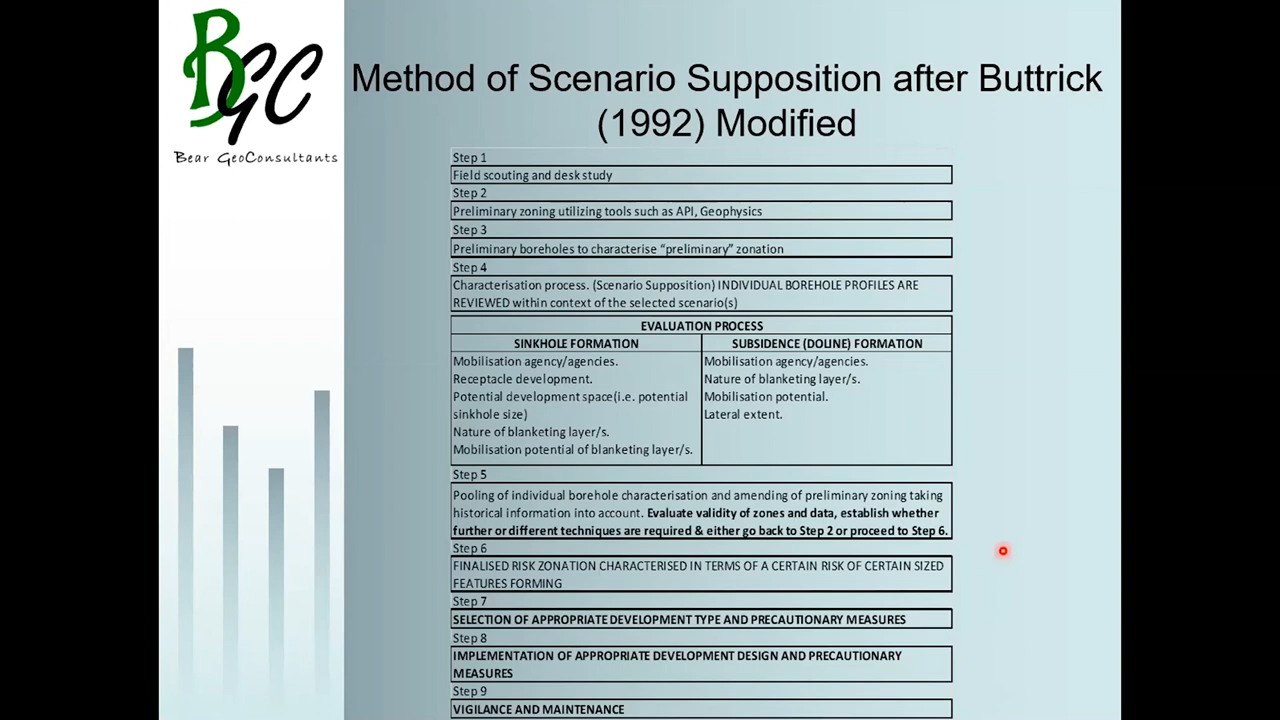 BGC
Bear GeoConsultants
Method of Scenario Supposition after Buttrick
(1992) Modified
Step 1
Field scouting and desk study
Step 2
Preliminary zoning utilizing tools such as API, Geophysics
Step 3
Preliminary boreholes to characterise “preliminary” zonation
Step 4
Characterisation process. (Scenario Supposition) INDIVIDUAL BOREHOLE PROFILES ARE
REVIEWED within context of the selected scenario(s)
EVALUATION PROCESS
SINKHOLE FORMATION
Mobilisation agency/agencies.
Receptacle development.
Potential development space(i.e. potential
sinkhole size)
Nature of blanketing layer/s.
Mobilisation potential of blanketing layer/s.
SUBSIDENCE (DOLINE) FORMATION
Mobilisation agency/agencies.
Nature of blanketing layer/s.
Mobilisation potential.
Lateral extent.
Step 5
Pooling of individual borehole characterisation and amending of preliminary zoning taking
historical information into account. Evaluate validity of zones and data, establish whether
further or different techniques are required & either go back to Step 2 or proceed to Step 6.
Step 6
FINALISED RISK ZONATION CHARACTERISED IN TERMS OF A CERTAIN RISK OF CERTAIN SIZED
FEATURES FORMING
Step 7
SELECTION OF APPROPRIATE DEVELOPMENT TYPE AND PRECAUTIONARY MEASURES
Step 8
IMPLEMENTATION OF APPROPRIATE DEVELOPMENT DESIGN AND PRECAUTIONARY
MEASURES
Step 9
VIGILANCE AND MAINTENANCE